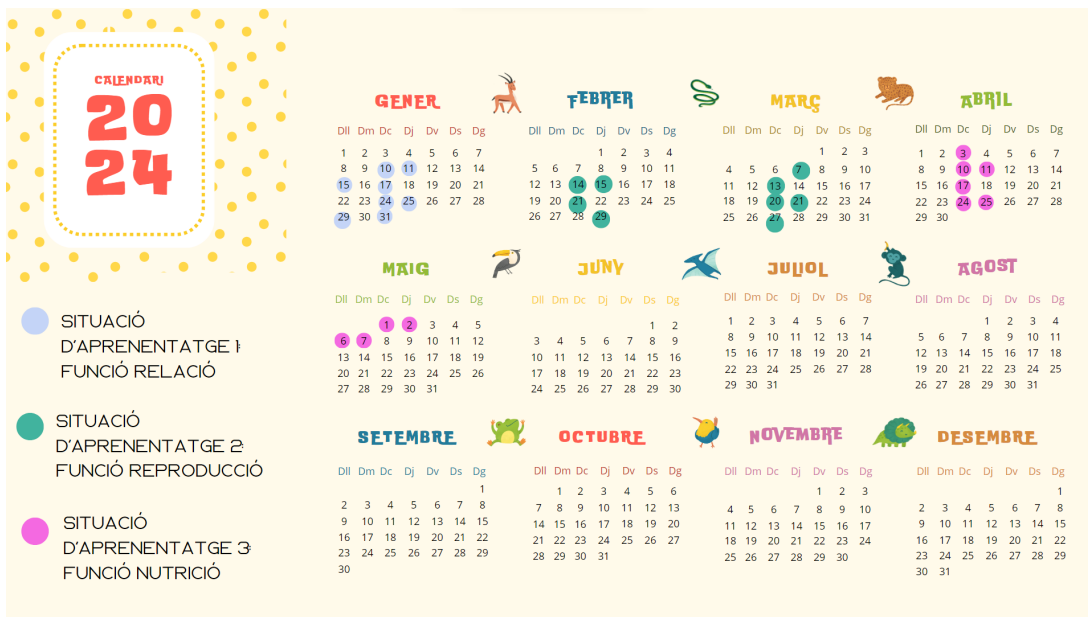 CALENDARI
20
24
SITUACIÓ
D'APRENENTATGE 1:
FUNCIÓ RELACIÓ
SITUACIÓ
D'APRENENTATGE 2:
FUNCIÓ REPRODUCCIÓ
SITUACIÓ
D'APRENENTATGE 3:
FUNCIÓ NUTRICIÓ
GENER
Dll Dm Dc Dj Dv Ds Dg
1 2 3 4 5 6 7
8 9 10 11 12 13 14
15 16 17 18 19 20 21
22 23 24 25 26 27 28
29 30 31
FEBRER
Dll Dm Dc Dj Dv Ds Dg
1 2 3 4
5 6 7 8 9 10 11
12 13 14 15 16 17 18
19 20 21 22 23 24 25
26 27 28 29
MARÇ
Dll Dm Dc Dj Dv Ds Dg
1 2 3
4 5 6 7 8 9 10
11 12 13 14 15 16 17
18 19 20 21 22 23 24
25 26 27 28 29 30 31
ABRIL
Dll Dm Dc Dj Dv Ds Dg
1 2 3 4 5 6 7
8 9 10 11 12 13 14
15 16 17 18 19 20 21
22 23 24 25 26 27 28
29 30
MAIG
Dll Dm Dc Dj Dv Ds Dg
1 2 3 4 5
6 7 8 9 10 11 12
13 14 15 16 17 18 19
20 21 22 23 24 25 26
27 28 29 30 31
JUNY
Dll Dm Dc Dj Dv Ds Dg
1 2
3 4 5 6 7 8 9
10 11 12 13 14 15 16
17 18 19 20 21 22 23
24 25 26 27 28 29 30
JULIOL
Dll Dm Dc Dj Dv Ds Dg
1 2 3 4 5 6 7
8 9 10 11 12 13 14
15 16 17 18 19 20 21
22 23 24 25 26 27 28
29 30 31
AGOST
Dll Dm Dc Dj Dv Ds Dg
1 2 3 4
5 6 7 8 9 10 11
12 13 14 15 16 17 18
19 20 21 22 23 24 25
26 27 28 29 30 31
SETEMBRE
Dll Dm Dc Dj Dv Ds Dg
1
2 3 4 5 6 7 8
9 10 11 12 13 14 15
16 17 18 19 20 21 22
23 24 25 26 27 28 29
30
OCTUBRE
Dll Dm Dc Dj Dv Ds Dg
1 2 3 4 5 6
7 8 9 10 11 12 13
14 15 16 17 18 19 20
21 22 23 24 25 26 27
28 29 30 31
NOVEMBRE
Dll Dm Dc Dj Dv Ds Dg
1 2 3
4 5 6 7 8 9 10
11 12 13 14 15 16 17
18 19 20 21 22 23 24
25 26 27 28 29 30
DESEMBRE
Dll Dm Dc Dj Dv Ds Dg
1
2 3 4 5 6 7 8
9 10 11 12 13 14 15
16 17 18 19 20 21 22
23 24 25 26 27 28 29
30 31